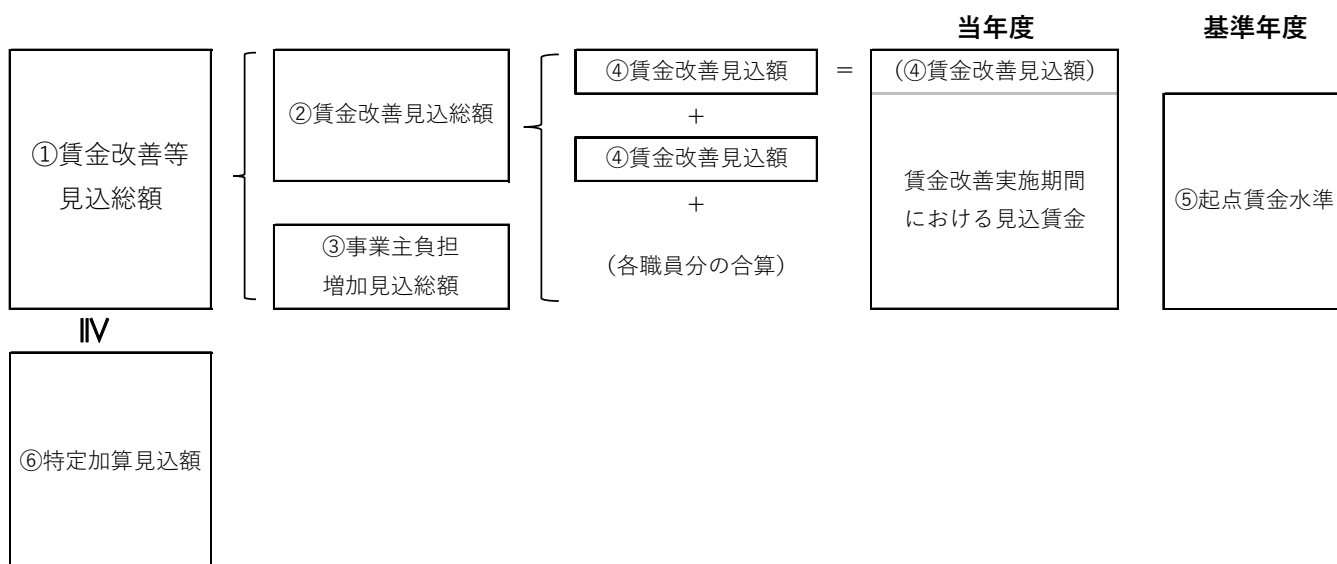 当年度
基準年度
①賃金改善等
見込総額
②賃金改善見込総額
③事業主負担
増加見込総額
④賃金改善見込額
+
④賃金改善見込額
+
(各職員分の合算)
=
(④賃金改善見込額)
賃金改善実施期間
における見込賃金
⑤起点賃金水準
≧
⑥特定加算見込額